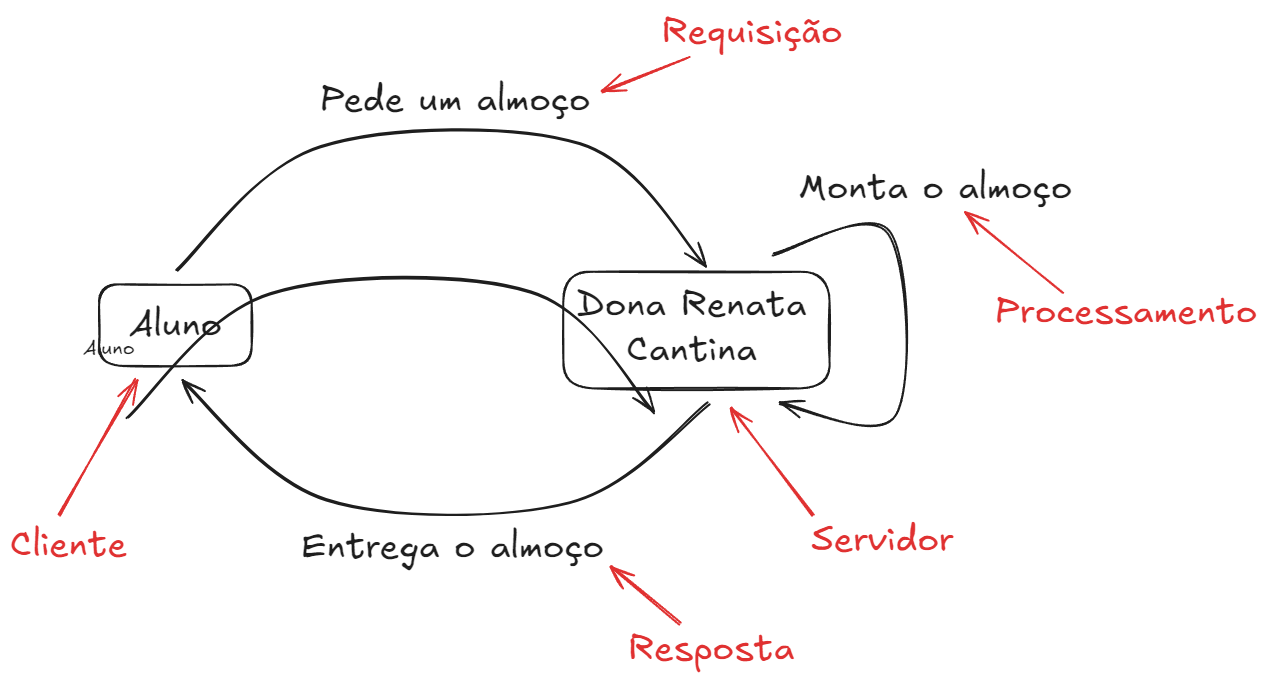 Requisição
Pede um almoço
Monta o almoço
Processamento
Aluno
Aluno
Dona Renata
Cantina
Cliente
Entrega o almoço
Servidor
Resposta